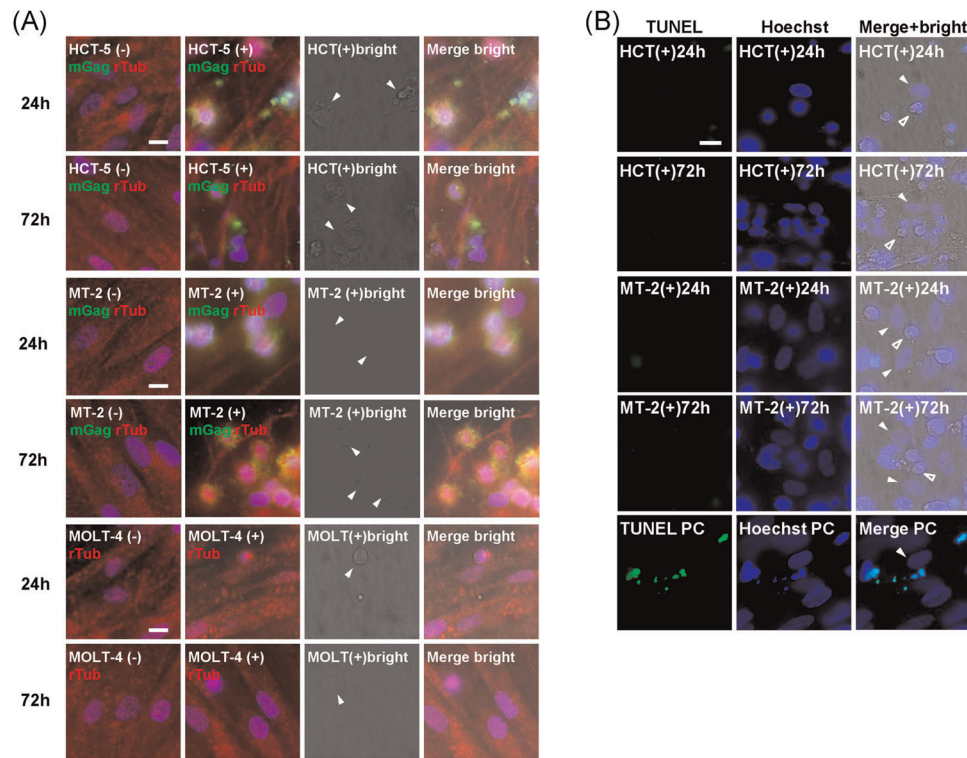 (A)
HCT-5 (-)
mGag rTub
HCT-5 (+)
mGag rTub
HCT(+)bright
Merge bright
24h
HCT-5 (-)
mGag rTub
HCT-5 (+)
mGag rTub
HCT(+)bright
Merge bright
72h
MT-2 (-)
mGag rTub
MT-2 (+)
mGag rTub
MT-2 (+)bright
Merge bright
24h
MT-2 (-)
mGag rTub
MT-2 (+)
mGag rTub
MT-2 (+)bright
Merge bright
72h
MOLT-4 (-)
rTub
MOLT-4 (+)
rTub
MOLT(+)bright
Merge bright
24h
MOLT-4 (-)
rTub
MOLT-4 (+)
rTub
MOLT(+)bright
Merge bright
72h
(B)
TUNEL
Hoechst
Merge+bright
HCT(+)24h
HCT(+)24h
HCT(+)24h
HCT(+)72h
HCT(+)72h
HCT(+)72h
MT-2(+)24h
MT-2(+)24h
MT-2(+)24h
MT-2(+)72h
MT-2(+)72h
MT-2(+)72h
TUNEL PC
Hoechst PC
Merge PC